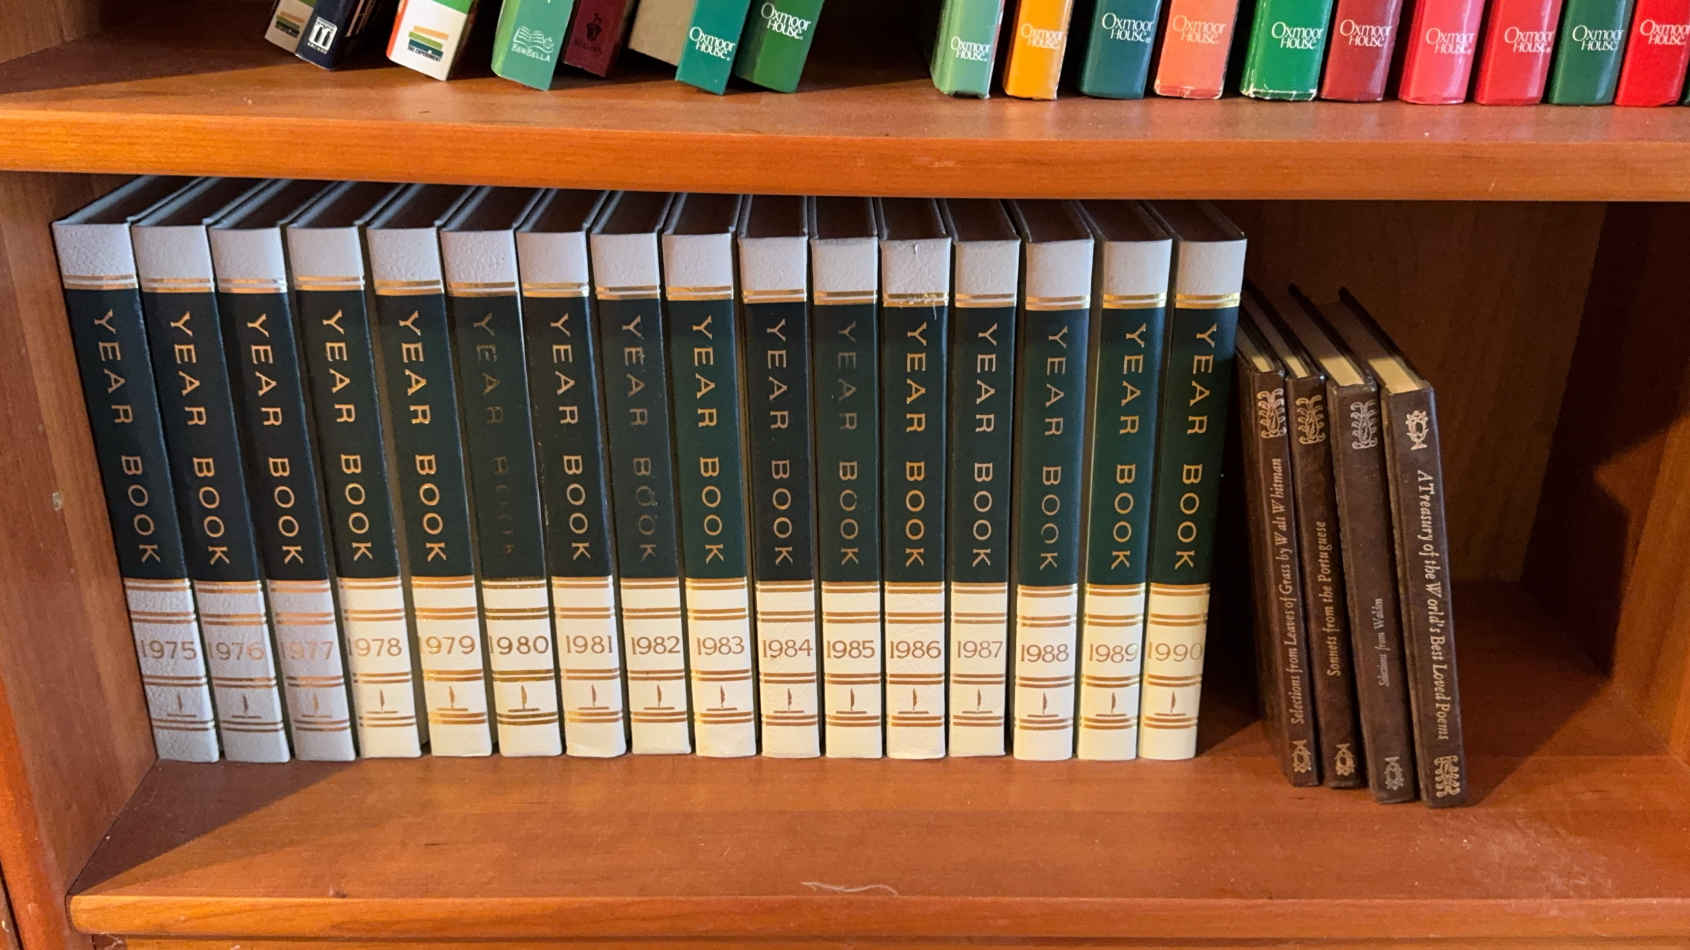 Oxmoor
House
Oxmoor
House
Oxmoor
House
Oxmoor
House
Oxmoor
House
Oxmoor
House
Oxmoor
House
Oxmoor
House
Oxmoor
House
Oxmoor
House
Oxmoor
House
Oxmoor
House
YEAR BOOK
1975
YEAR BOOK
1976
YEAR BOOK
1977
YEAR BOOK
1978
YEAR BOOK
1979
YEAR BOOK
1980
YEAR BOOK
1981
YEAR BOOK
1982
YEAR BOOK
1983
YEAR BOOK
1984
YEAR BOOK
1985
YEAR BOOK
1986
YEAR BOOK
1987
YEAR BOOK
1988
YEAR BOOK
1989
YEAR BOOK
1990
Selections from Leaves of Grass by Walt Whitman
Sonnets from the Portuguese
Selections from Walden
A Treasury of the World's Best Loved Poems